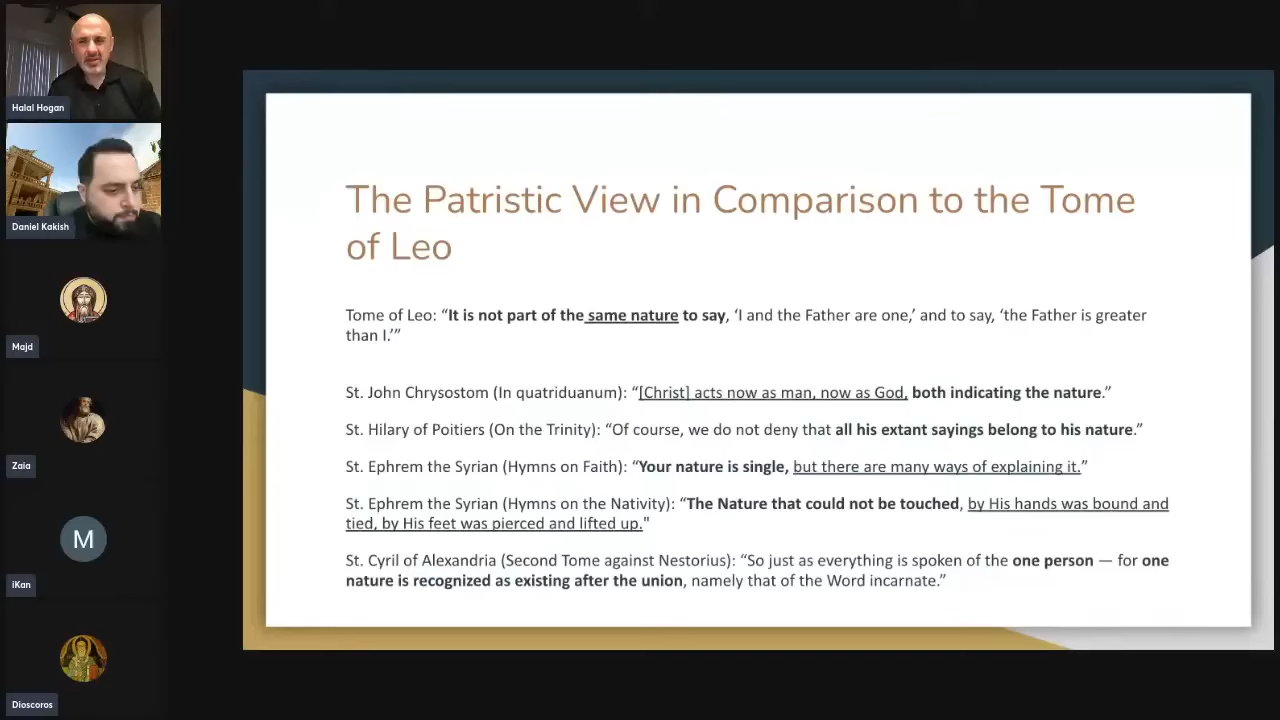 Halal Hogan
Daniel Kakish
Majd
Zaia
M
iKan
Dioscoros
The Patristic View in Comparison to the Tome
of Leo
Tome of Leo: “It is not part of the same nature to say, ‘I and the Father are one,’ and to say, ‘the Father is greater
than I.’”
St. John Chrysostom (In quatriduanum): “[Christ] acts now as man, now as God, both indicating the nature.”
St. Hilary of Poitiers (On the Trinity): “Of course, we do not deny that all his extant sayings belong to his nature.”
St. Ephrem the Syrian (Hymns on Faith): “Your nature is single, but there are many ways of explaining it.”
St. Ephrem the Syrian (Hymns on the Nativity): “The Nature that could not be touched, by His hands was bound and
tied, by His feet was pierced and lifted up."
St. Cyril of Alexandria (Second Tome against Nestorius): “So just as everything is spoken of the one person — for one
nature is recognized as existing after the union, namely that of the Word incarnate.”